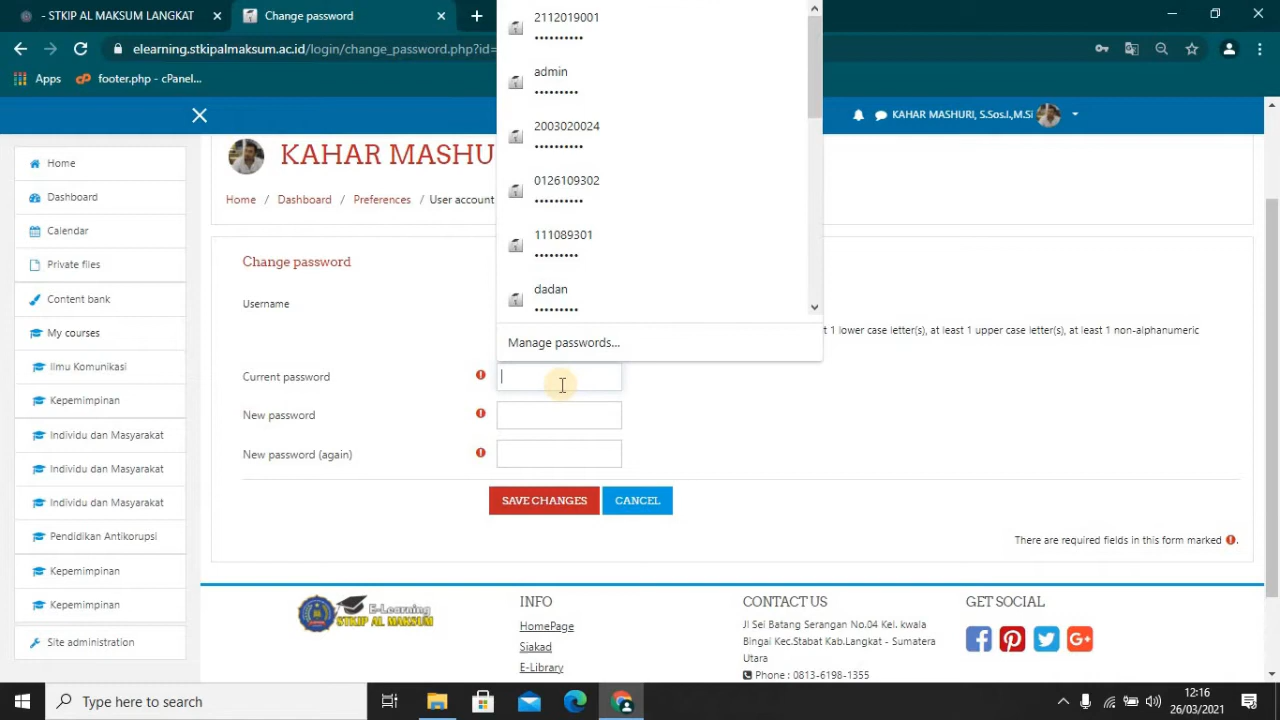 - STKIP AL MAKSUM LANGKAT
Change password
elearning.stkipalmaksum.ac.id/login/change_password.php?id=
Apps
footer.php – cPanel...
2112019001
••••••••••
admin
•••••••••
2003020024
••••••••••
0126109302
••••••••••
111089301
•••••••••
dadan
•••••••••
Manage passwords...
KAHAR MASHURI, S.Sos.I.,M.Si
KAHAR MASHU
Home / Dashboard / Preferences / User account
Home
Dashboard
Calendar
Private files
Content bank
My courses
Ilmu Komunikasi
Kepemimpinan
Individu dan Masyarakat
Individu dan Masyarakat
Individu dan Masyarakat
Pendidikan Antikorupsi
Kepemimpinan
Kepemimpinan
Site administration
Change password
Username
1 lower case letter(s), at least 1 upper case letter(s), at least 1 non-alphanumeric
Current password
New password
New password (again)
SAVE CHANGES
CANCEL
There are required fields in this form marked
E-Learning
STKIP AL MAKSUM
INFO
HomePage
Siakad
E-Library
CONTACT US
Jl Sei Batang Serangan No.04 Kel. kwala
Bingai Kec.Stabat Kab.Langkat - Sumatera
Utara
Phone : 0813-6198-1355
GET SOCIAL
Type here to search
12:16
26/03/2021